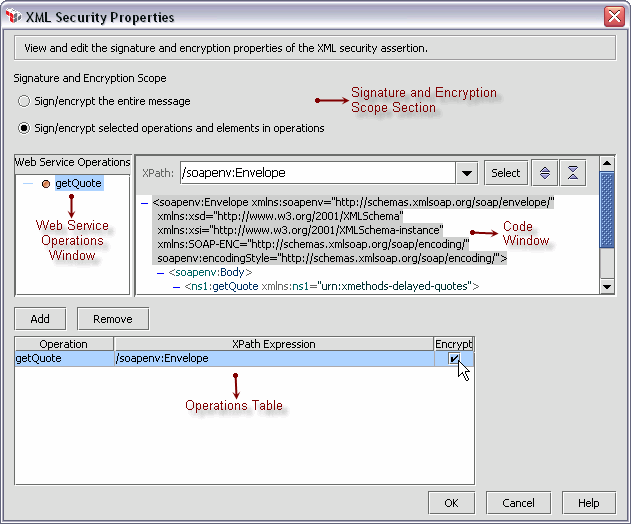 XML Security Properties
View and edit the signature and encryption properties of the XML security assertion.
Signature and Encryption Scope
Sign/encrypt the entire message
Signature and Encryption
Scope Section
Sign/encrypt selected operations and elements in operations
Web Service Operations
getQuote
Web Service
Operations
Window
XPath:
/soapenv:Envelope
Select
<soapenv:Envelope xmlns:soapenv="http://schemas.xmlsoap.org/soap/envelope/"
xmlns:xsd="http://www.w3.org/2001/XMLSchema"
xmlns:xsi="http://www.w3.org/2001/XMLSchema-instance"
xmlns:SOAP-ENC="http://schemas.xmlsoap.org/soap/encoding/"
soapenv:encodingStyle="http://schemas.xmlsoap.org/soap/encoding/">
<soapenv:Body>
<ns1:getQuote xmlns:ns1="urn:xmethods-delayed-quotes">
Code
Window
Add
Remove
Operation XPath Expression Encrypt
getQuote /soapenv:Envelope
Operations Table
OK
Cancel
Help